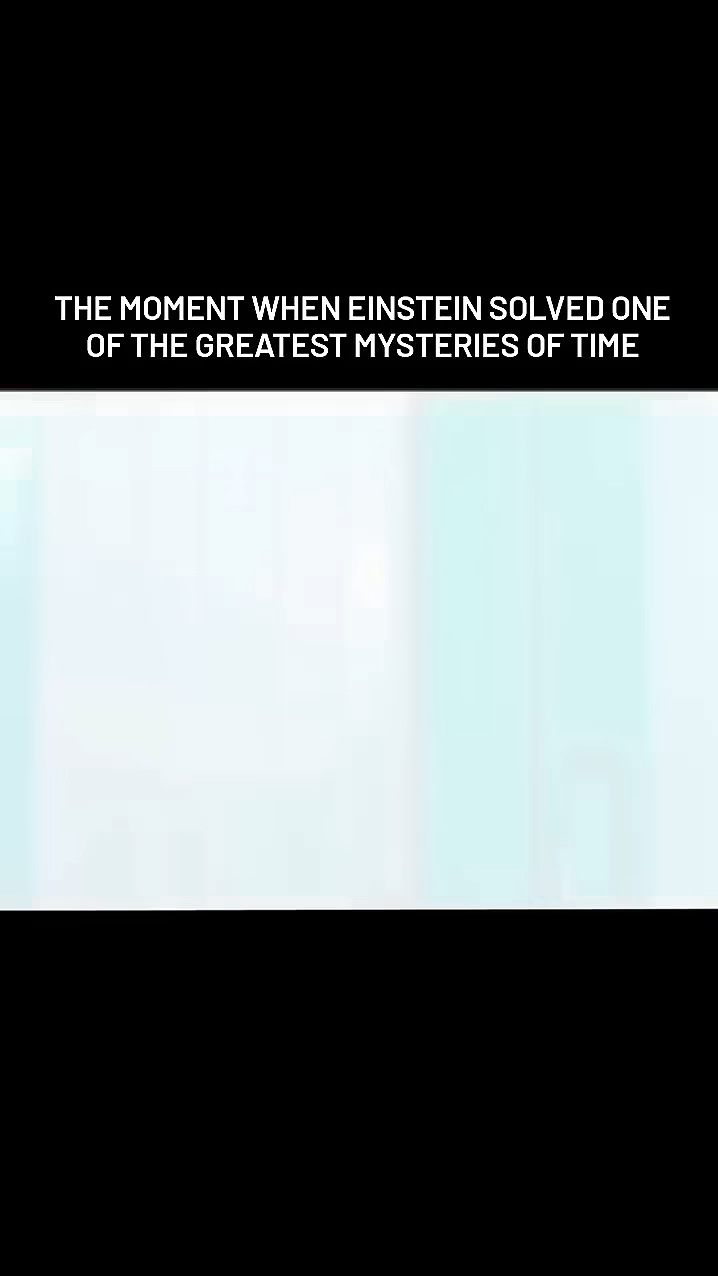 THE MOMENT WHEN EINSTEIN SOLVED ONE
OF THE GREATEST MYSTERIES OF TIME